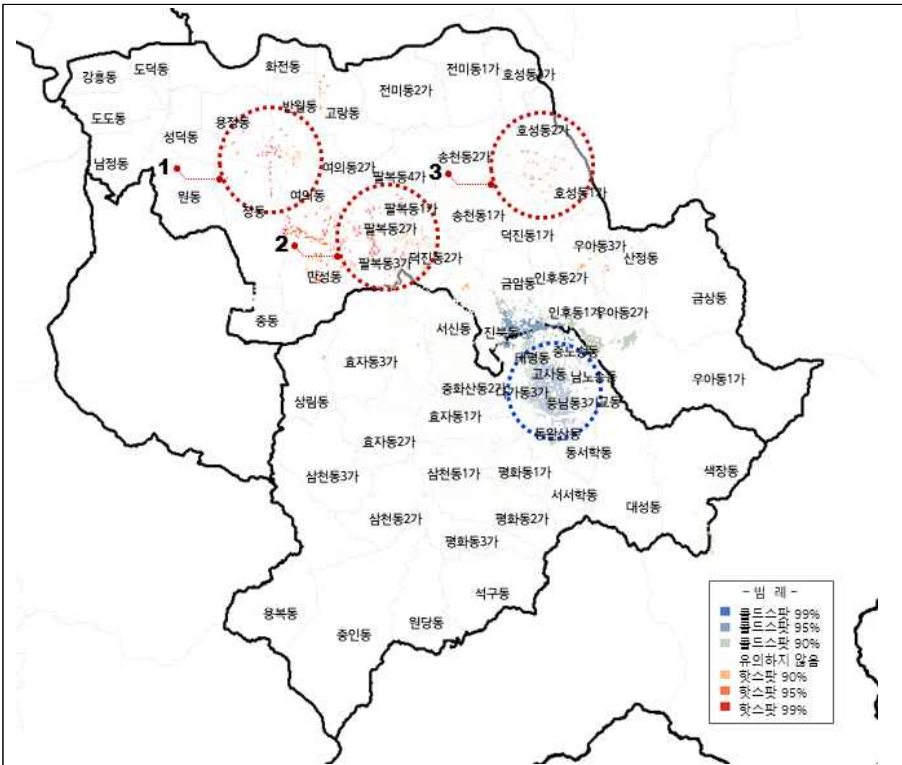 강흥동
도덕동
화전동
전미동1가
도도동
성덕동
용정동
반월동
고랑동
전미동2가
호성동2가
남정동
1
원동
여의동2가
여의동
팔복동4가
3
송천동2가
호성동1가
팔복동1가
송천동1가
2
팔복동2가
덕진동1가
우아동3가
만성동
팔복동3가
덕진동2가
산정동
금암동
인후동2가
중동
인후동1가
우아동2가
금상동
서신동
진북동
효자동3가
태평동
중노송동
고사동
남노송동
우아동1가
상림동
중화산동2가
풍남동3가
교동
효자동1가
효자동2가
동완산동
동서학동
삼천동3가
삼천동1가
평화동1가
색장동
서서학동
대성동
삼천동2가
평화동2가
평화동3가
석구동
용복동
중인동
원당동
- 범 례 -
콜드스팟 99%
콜드스팟 95%
콜드스팟 90%
유의하지 않음
핫스팟 90%
핫스팟 95%
핫스팟 99%